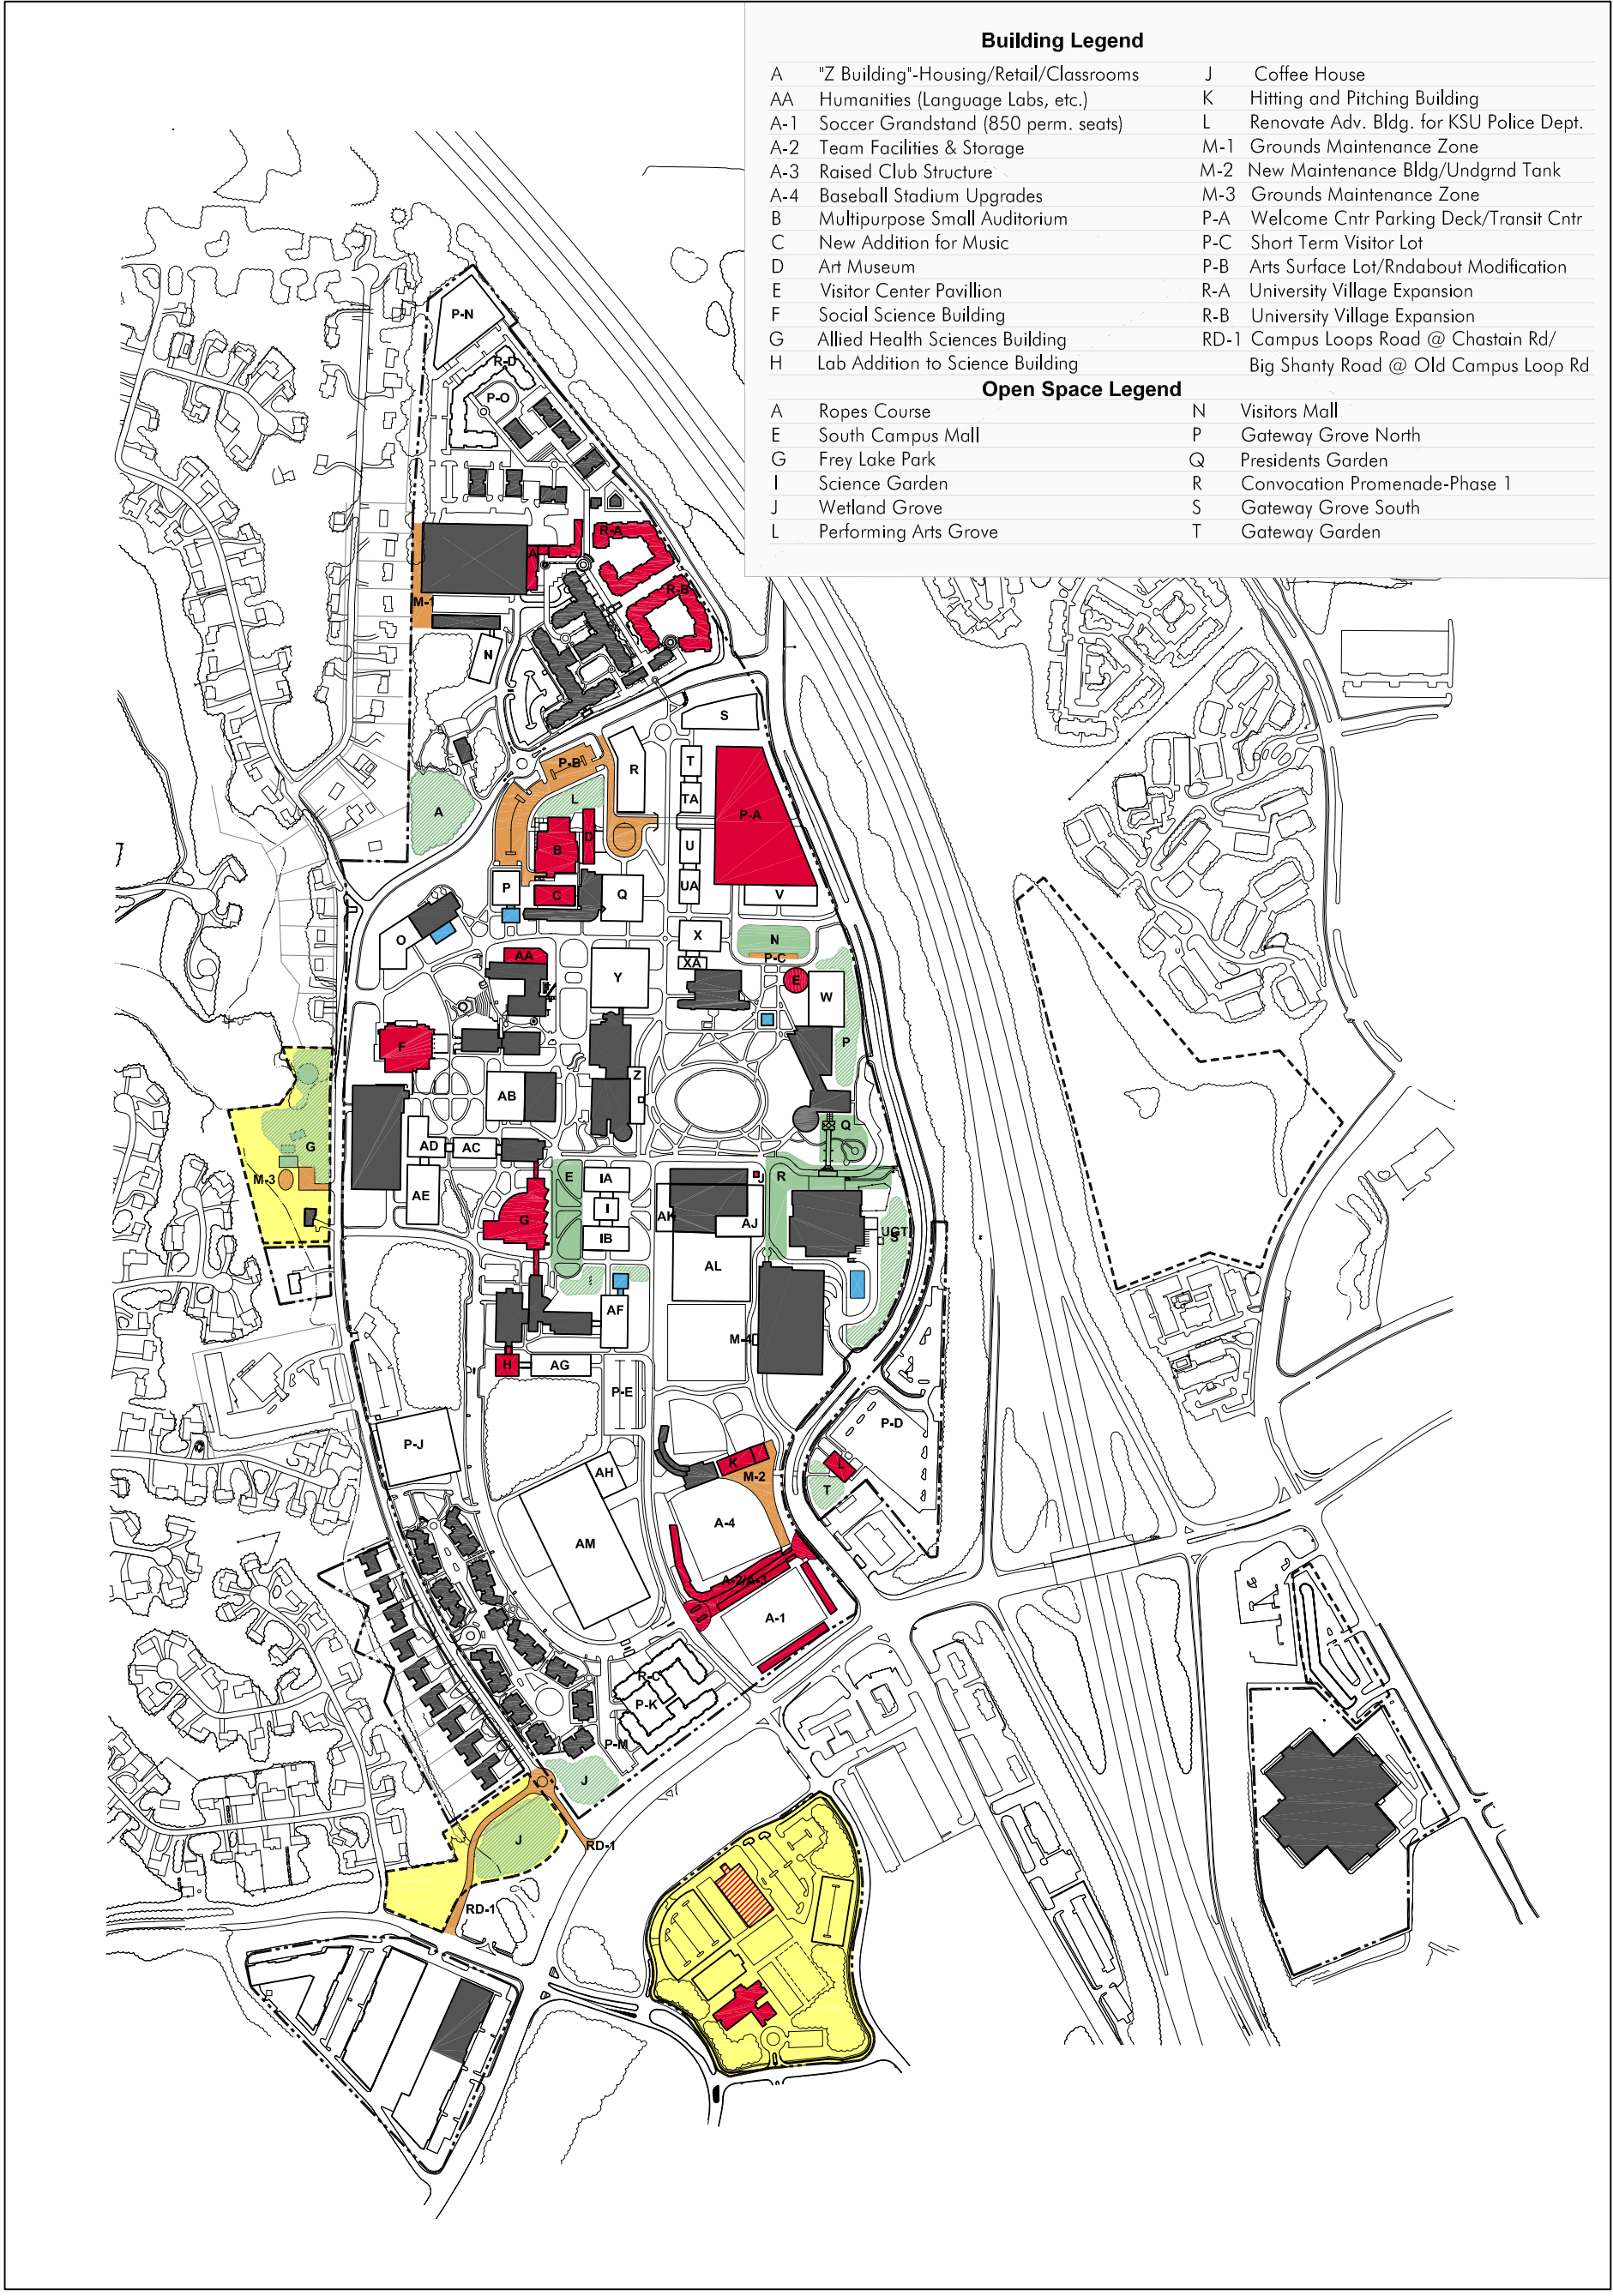 Building Legend
A "Z Building"-Housing/Retail/Classrooms J Coffee House
AA Humanities (Language Labs, etc.) K Hitting and Pitching Building
A-1 Soccer Grandstand (850 perm. seats) L Renovate Adv. Bldg. for KSU Police Dept.
A-2 Team Facilities & Storage M-1 Grounds Maintenance Zone
A-3 Raised Club Structure M-2 New Maintenance Bldg/Undgrnd Tank
A-4 Baseball Stadium Upgrades M-3 Grounds Maintenance Zone
B Multipurpose Small Auditorium P-A Welcome Cntr Parking Deck/Transit Cntr
C New Addition for Music P-C Short Term Visitor Lot
D Art Museum P-B Arts Surface Lot/Rndabout Modification
E Visitor Center Pavillion R-A University Village Expansion
F Social Science Building R-B University Village Expansion
G Allied Health Sciences Building RD-1 Campus Loops Road @ Chastain Rd/
H Lab Addition to Science Building Big Shanty Road @ Old Campus Loop Rd
Open Space Legend
A Ropes Course N Visitors Mall
E South Campus Mall P Gateway Grove North
G Frey Lake Park Q Presidents Garden
I Science Garden R Convocation Promenade-Phase 1
J Wetland Grove S Gateway Grove South
L Performing Arts Grove T Gateway Garden
P-N
R-D
P-O
R-A
A
R-B
M-1
N
S
P-B
R
T
L
TA
A
P-A
D
B
U
P
C
Q
UA
V
O
X
N
AA
XA
P-C
Y
E
W
F
P
Z
AB
Q
AD
AC
G
M-3
E
IA
R
J
AE
I
G
AK
AJ
UGT
S
IB
AL
AF
M-4
H
AG
P-E
P-D
P-J
K
L
AH
M-2
T
A-4
AM
A-2/A-3
A-1
R-C
P-K
P-M
J
J
RD-1
RD-1